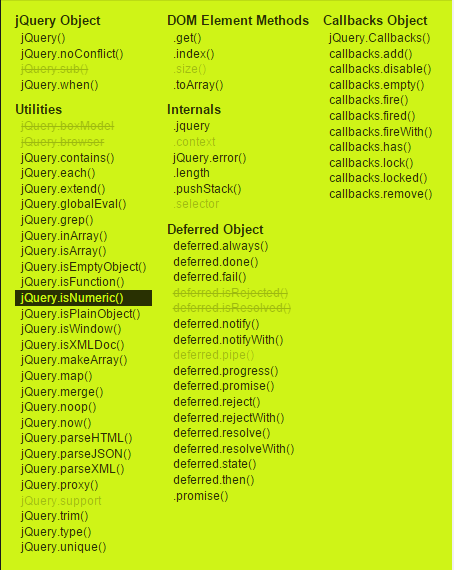 jQuery Object
jQuery()
jQuery.noConflict()
jQuery.sub()
jQuery.when()
Utilities
jQuery.boxModel
jQuery.browser
jQuery.contains()
jQuery.each()
jQuery.extend()
jQuery.globalEval()
jQuery.grep()
jQuery.inArray()
jQuery.isArray()
jQuery.isEmptyObject()
jQuery.isFunction()
jQuery.isNumeric()
jQuery.isPlainObject()
jQuery.isWindow()
jQuery.isXMLDoc()
jQuery.makeArray()
jQuery.map()
jQuery.merge()
jQuery.noop()
jQuery.now()
jQuery.parseHTML()
jQuery.parseJSON()
jQuery.parseXML()
jQuery.proxy()
jQuery.support
jQuery.trim()
jQuery.type()
jQuery.unique()
DOM Element Methods
.get()
.index()
.size()
.toArray()
Internals
.jquery
.context
jQuery.error()
.length
.pushStack()
.selector
Deferred Object
deferred.always()
deferred.done()
deferred.fail()
deferred.isRejected()
deferred.isResolved()
deferred.notify()
deferred.notifyWith()
deferred.pipe()
deferred.progress()
deferred.promise()
deferred.reject()
deferred.rejectWith()
deferred.resolve()
deferred.resolveWith()
deferred.state()
deferred.then()
.promise()
Callbacks Object
jQuery.Callbacks()
callbacks.add()
callbacks.disable()
callbacks.empty()
callbacks.fire()
callbacks.fired()
callbacks.fireWith()
callbacks.has()
callbacks.lock()
callbacks.locked()
callbacks.remove()